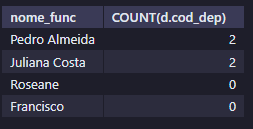 nome_func COUNT(d.cod_dep)
Pedro Almeida 2
Juliana Costa 2
Roseane 0
Francisco 0